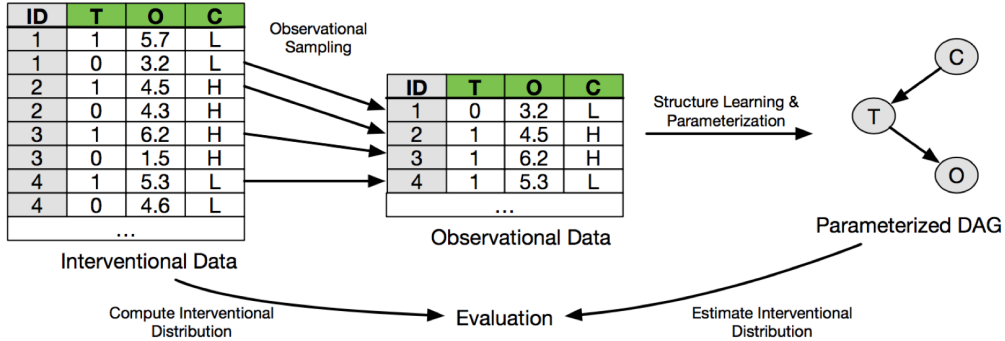 ID T O C
1 1 5.7 L
1 0 3.2 L
2 1 4.5 H
2 0 4.3 H
3 1 6.2 H
3 0 1.5 H
4 1 5.3 L
4 0 4.6 L
...
Interventional Data
Observational
Sampling
ID T O C
1 0 3.2 L
2 1 4.5 H
3 1 6.2 H
4 1 5.3 L
...
Observational Data
Structure Learning &
Parameterization
C
T
O
Parameterized DAG
Compute Interventional
Distribution
Evaluation
Estimate Interventional
Distribution